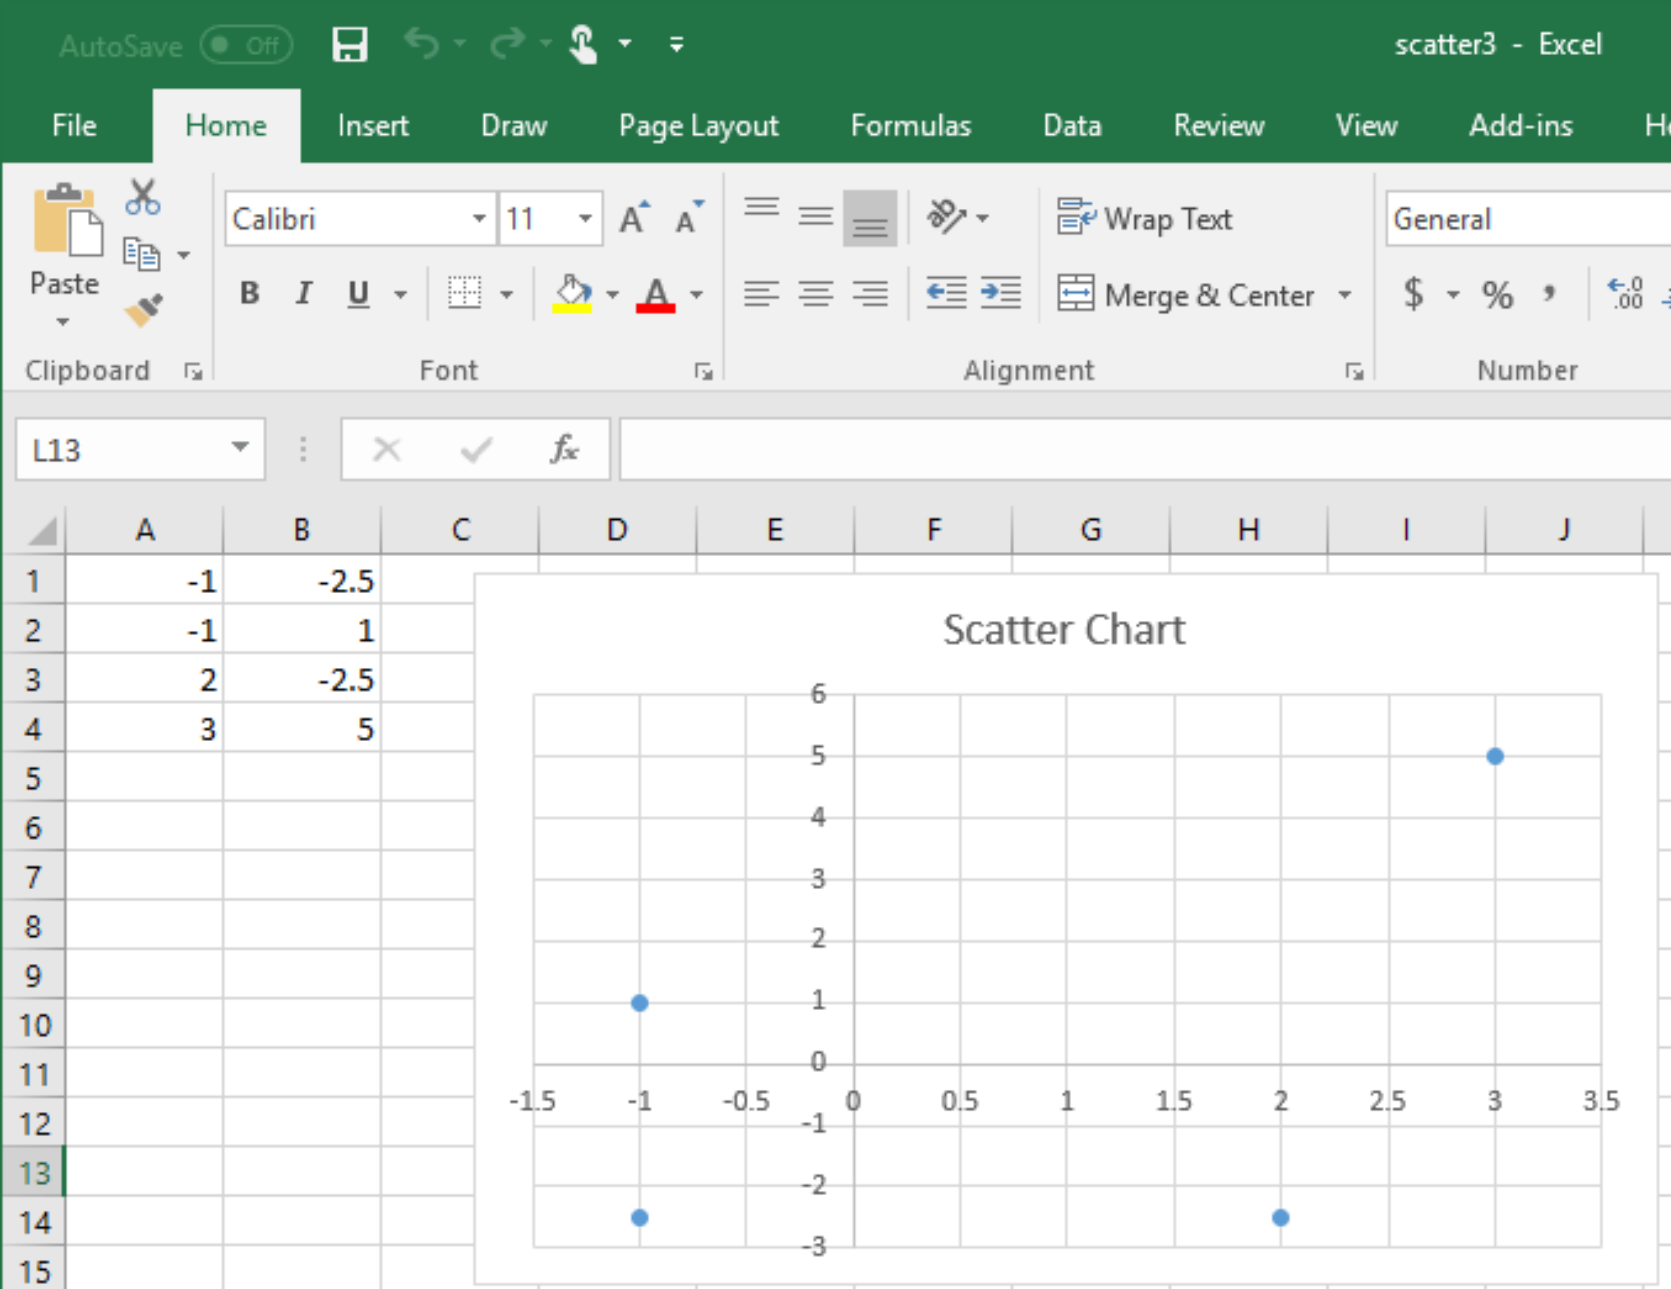 AutoSave Off scatter3 - Excel
File Home Insert Draw Page Layout Formulas Data Review View Add-ins
Calibri 11 A A ab Wrap Text General
Paste B I U A Merge & Center $ % , .0 .00
Clipboard Font Alignment Number
L13 fx
A B C D E F G H I J
1 -1 -2.5
2 -1 1
3 2 -2.5
4 3 5
5
6
7
8
9
10
11
12
13
14
15
Scatter Chart
6
5
4
3
2
1
0
-1.5 -1 -0.5 0 0.5 1 1.5 2 2.5 3 3.5
-1
-2
-3